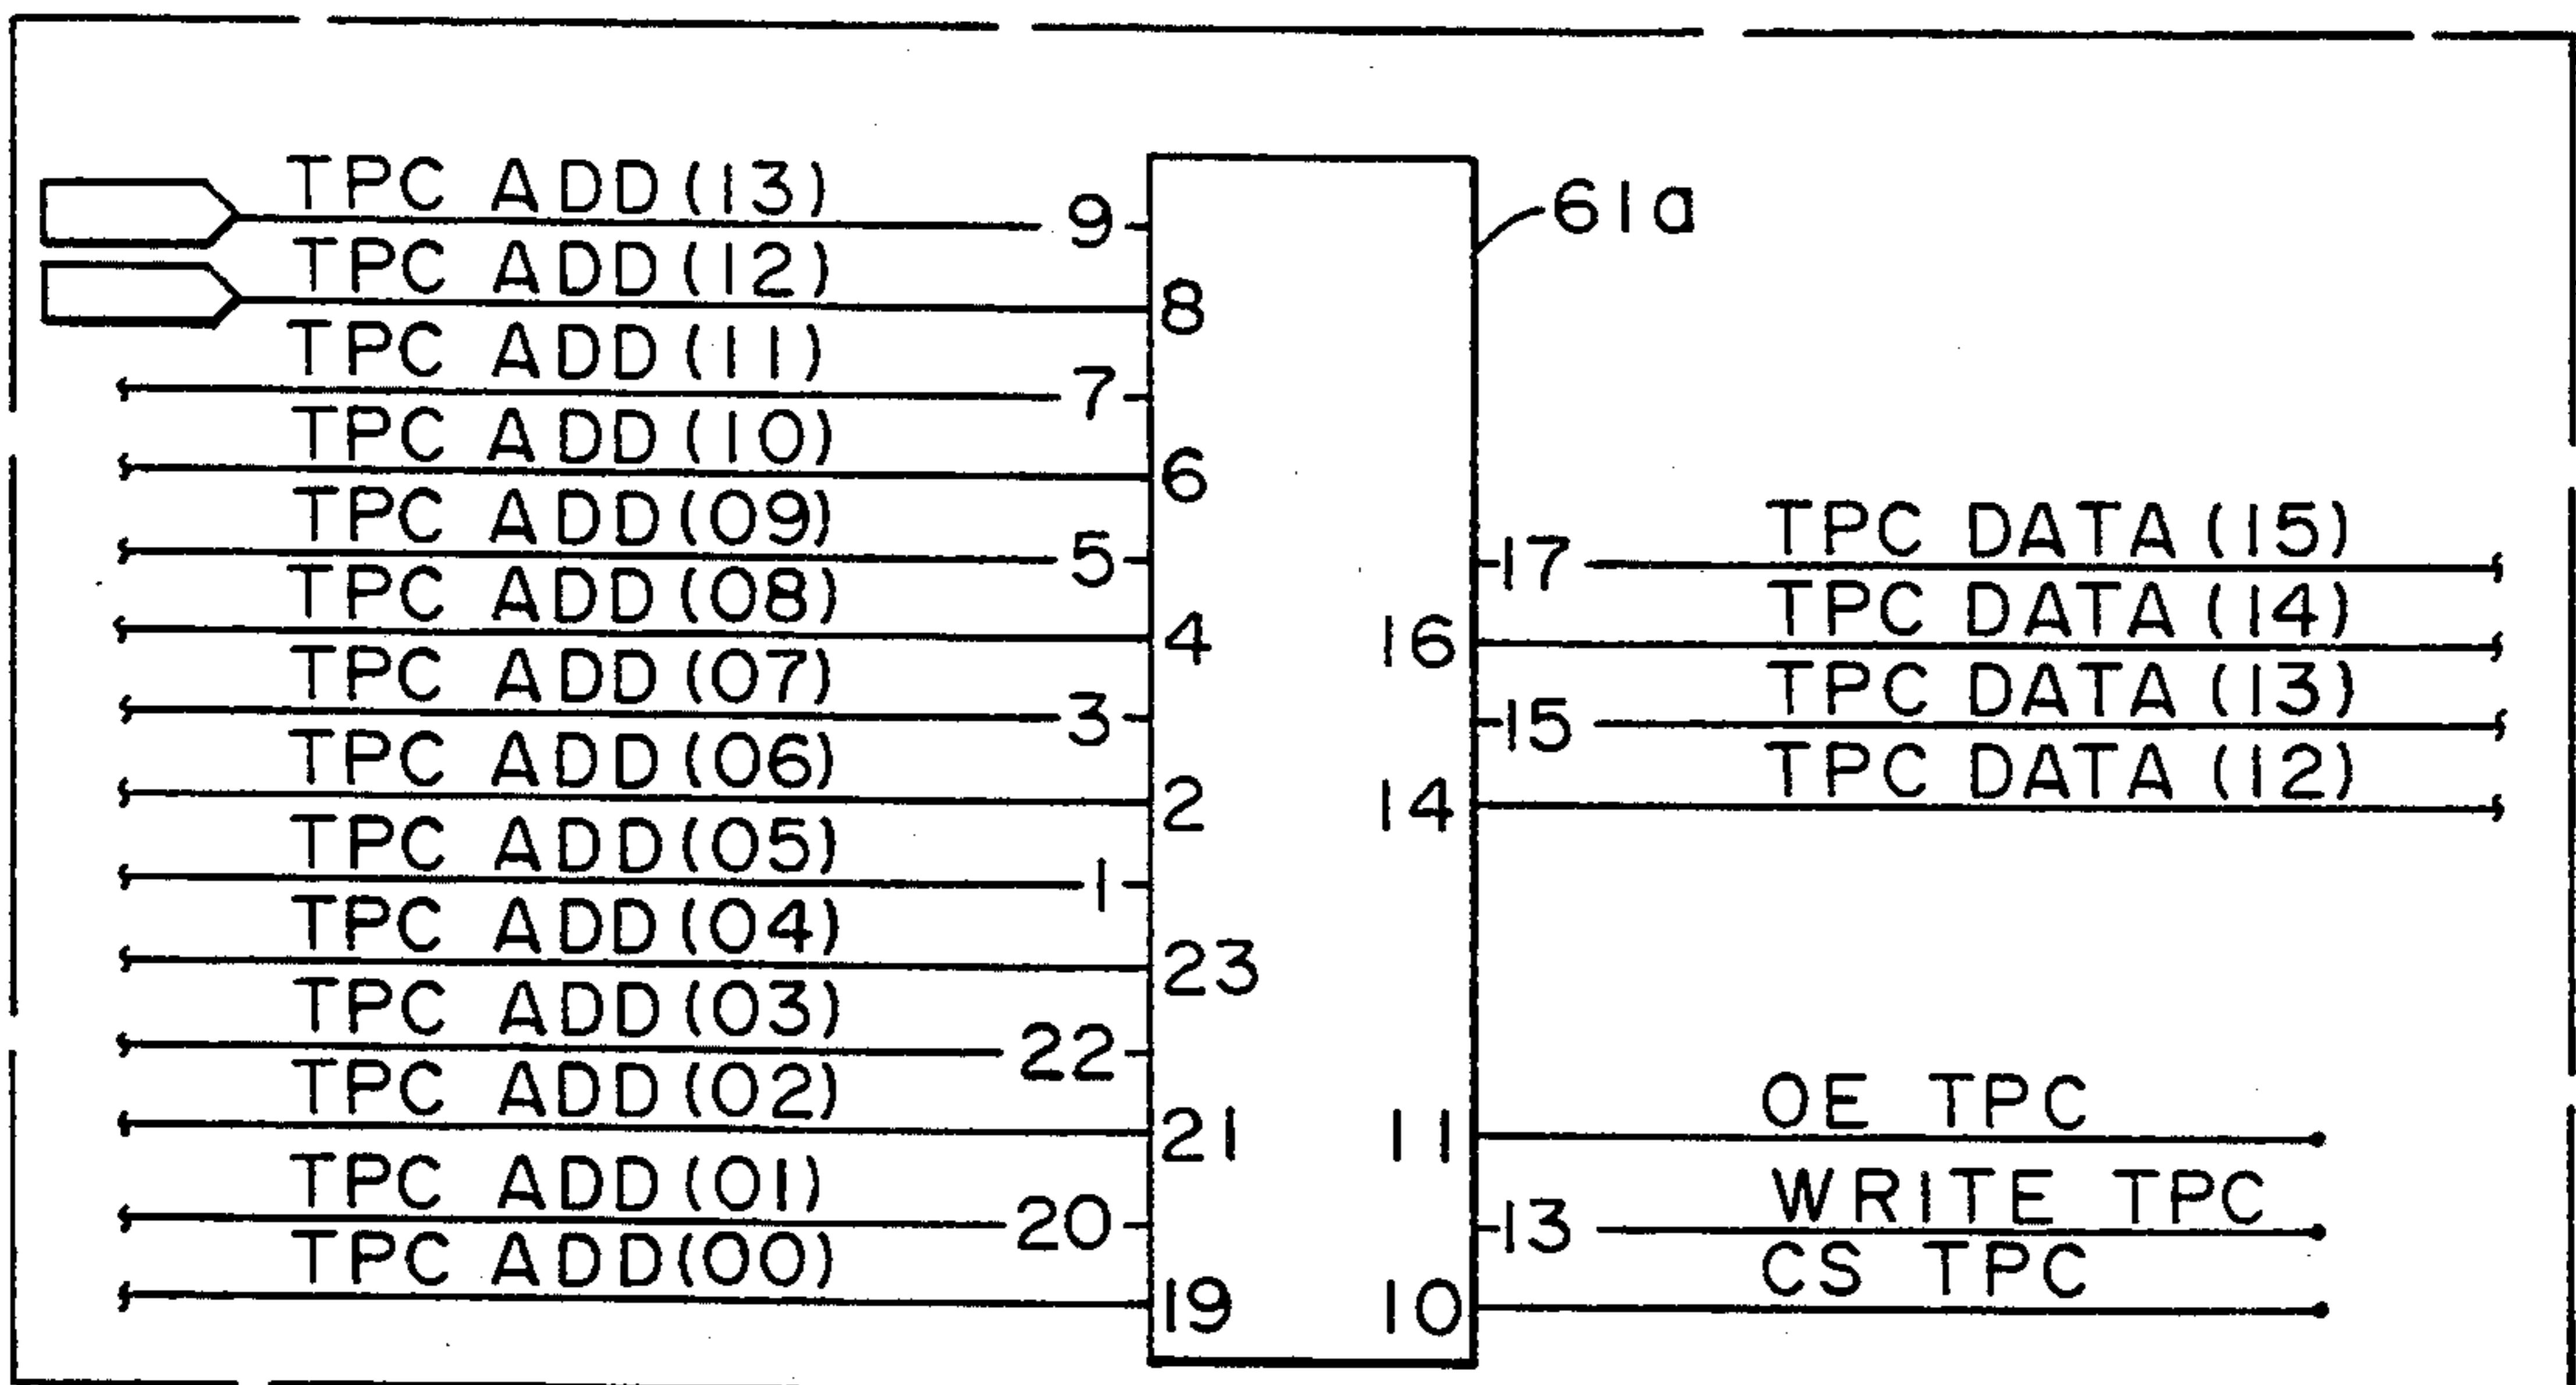 TPC ADD(13) 9 61a
TPC ADD(12) 8
TPC ADD(11) 7
TPC ADD(10) 6
TPC ADD(09) 5 17 TPC DATA(15)
TPC ADD(08) 4 16 TPC DATA(14)
TPC ADD(07) 3 15 TPC DATA(13)
TPC ADD(06) 2 14 TPC DATA(12)
TPC ADD(05) 1
TPC ADD(04) 23
TPC ADD(03) 22
TPC ADD(02) 21 11 OE TPC
TPC ADD(01) 20 13 WRITE TPC
TPC ADD(00) 19 10 CS TPC